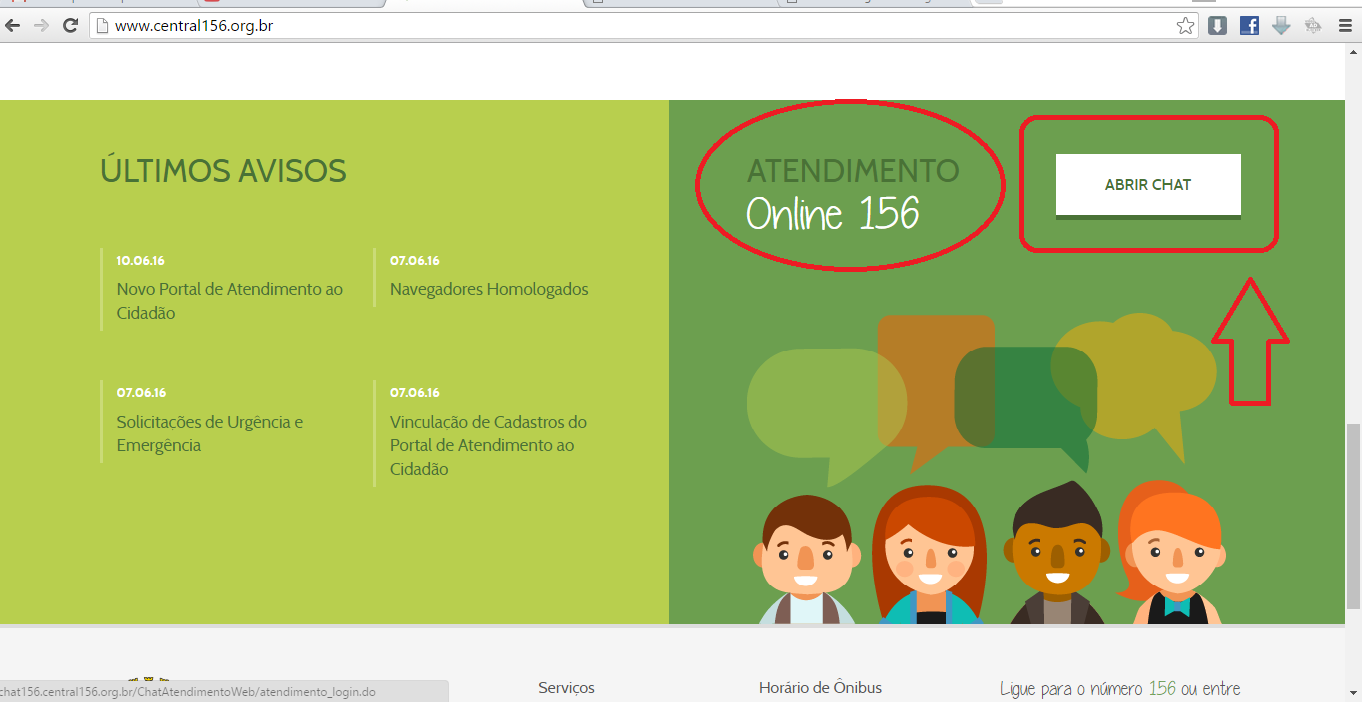 www.central156.org.br
ÚLTIMOS AVISOS
10.06.16
Novo Portal de Atendimento ao
Cidadão
07.06.16
Navegadores Homologados
07.06.16
Solicitações de Urgência e
Emergência
07.06.16
Vinculação de Cadastros do
Portal de Atendimento ao
Cidadão
ATENDIMENTO
Online 156
ABRIR CHAT
chat156.central156.org.br/ChatAtendimentoWeb/atendimento_login.do
Serviços
Horário de Ônibus
Ligue para o número 156 ou entre